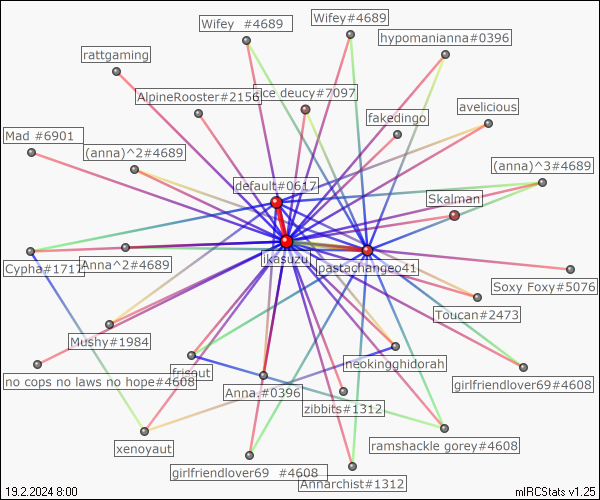 Wifey #4689
Wifey#4689
hypomanianna#0396
rattgaming
AlpineRooster#2156
ce deucy#7097
fakedingo
avelicious
Mad #6901
(anna)^2#4689
(anna)^3#4689
default#0617
Skalman
Cypha#1717
Anna^2#4689
ikasuzu
pastachangeo41
Soxy Foxy#5076
Toucan#2473
Mushy#1984
no cops no laws no hope#4608
frisout
Anna.#0396
neokingghidorah
zibbits#1312
girlfriendlover69#4608
xenoyaut
ramshackle gorey#4608
girlfriendlover69 #4608
Annarchist#1312
19.2.2024 8:00
mIRCStats v1.25